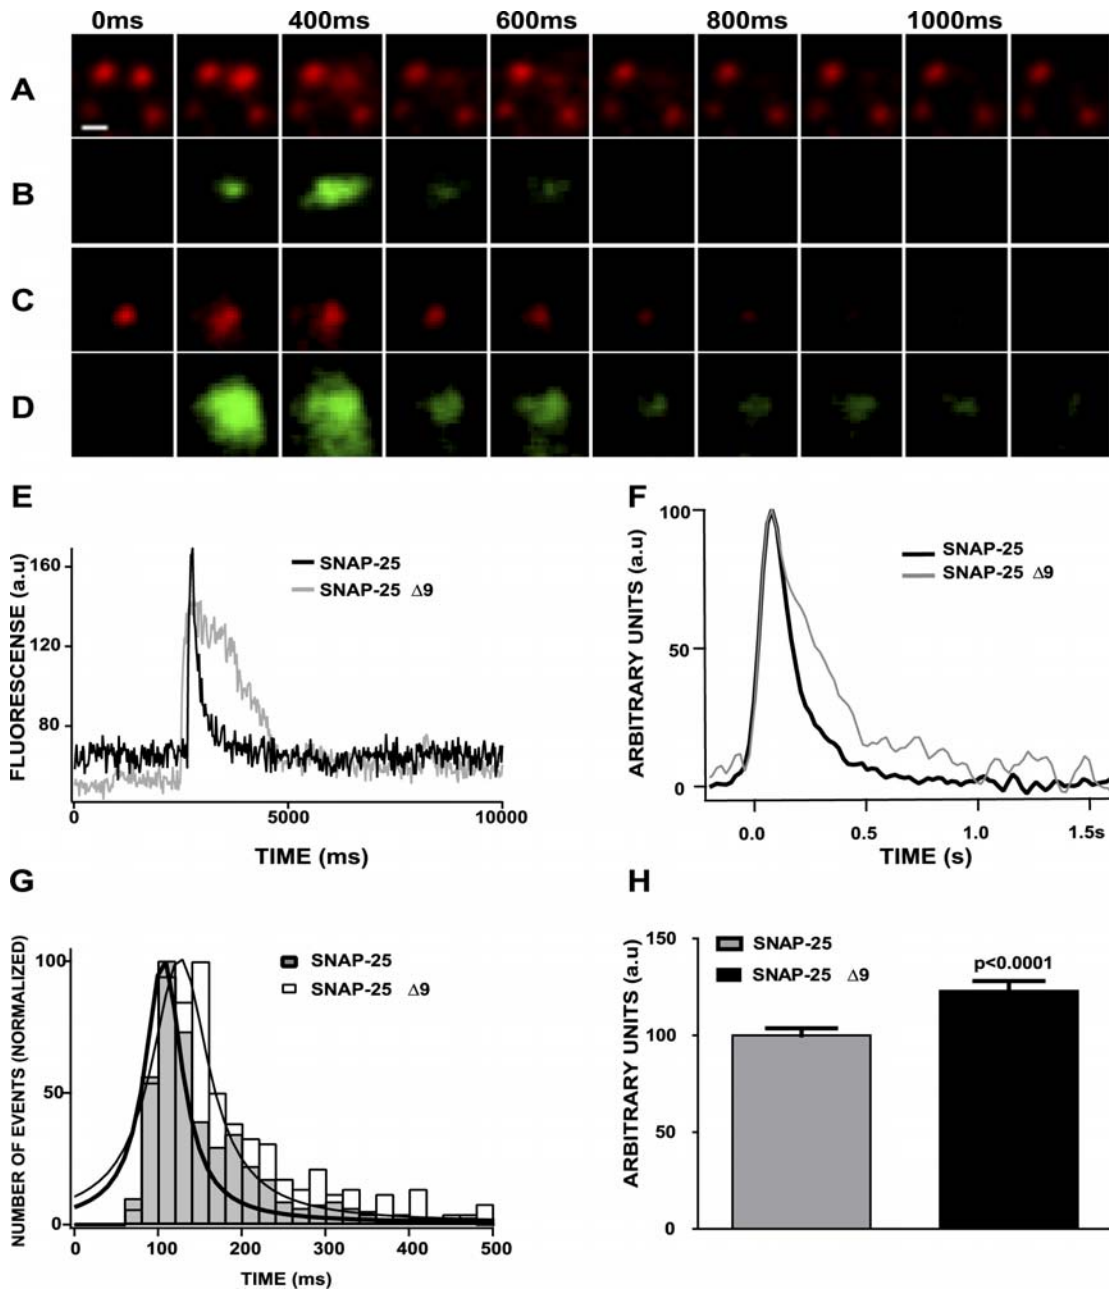 0ms 400ms 600ms 800ms 1000ms
A
B
C
D
E
FLUORESCENSE (a.u)
160
120
80
SNAP-25
SNAP-25 Δ9
0 5000 10000
TIME (ms)
F
ARBITRARY UNITS (a.u)
100
50
0
SNAP-25
SNAP-25 Δ9
0.0 0.5 1.0 1.5s
TIME (s)
G
NUMBER OF EVENTS (NORMALIZED)
100
50
0
SNAP-25
SNAP-25 Δ9
0 100 200 300 400 500
TIME (ms)
H
ARBITRARY UNITS (a.u)
150
100
50
0
SNAP-25
SNAP-25 Δ9
p<0.0001